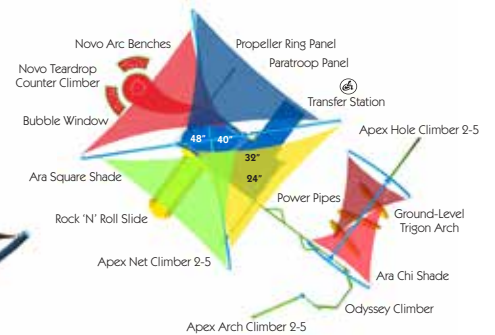 Novo Arc Benches
Propeller Ring Panel
Paratroop Panel
Novo Teardrop
Counter Climber
Transfer Station
Bubble Window
Apex Hole Climber 2-5
48"
40"
32"
24"
Ara Square Shade
Power Pipes
Rock 'N' Roll Slide
Ground-Level
Trigon Arch
Apex Net Climber 2-5
Ara Chi Shade
Odyssey Climber
Apex Arch Climber 2-5